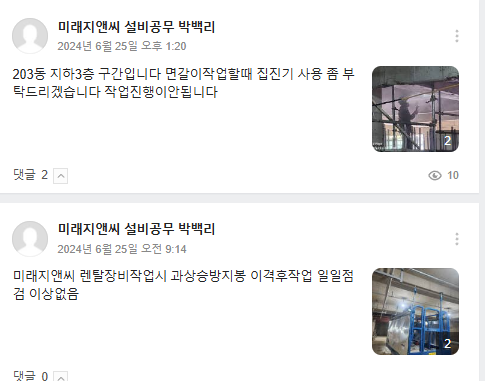 미래지앤씨 설비공무 박백리
2024년 6월 25일 오후 1:20
203동 지하3층 구간입니다 면갈이작업할때 집진기 사용 좀 부
탁드리겠습니다 작업진행이안됩니다
2
댓글 2
10
미래지앤씨 설비공무 박백리
2024년 6월 25일 오전 9:14
미래지앤씨 렌탈장비작업시 과상승방지봉 이격후작업 일일점
검 이상없음
2
댓글 0